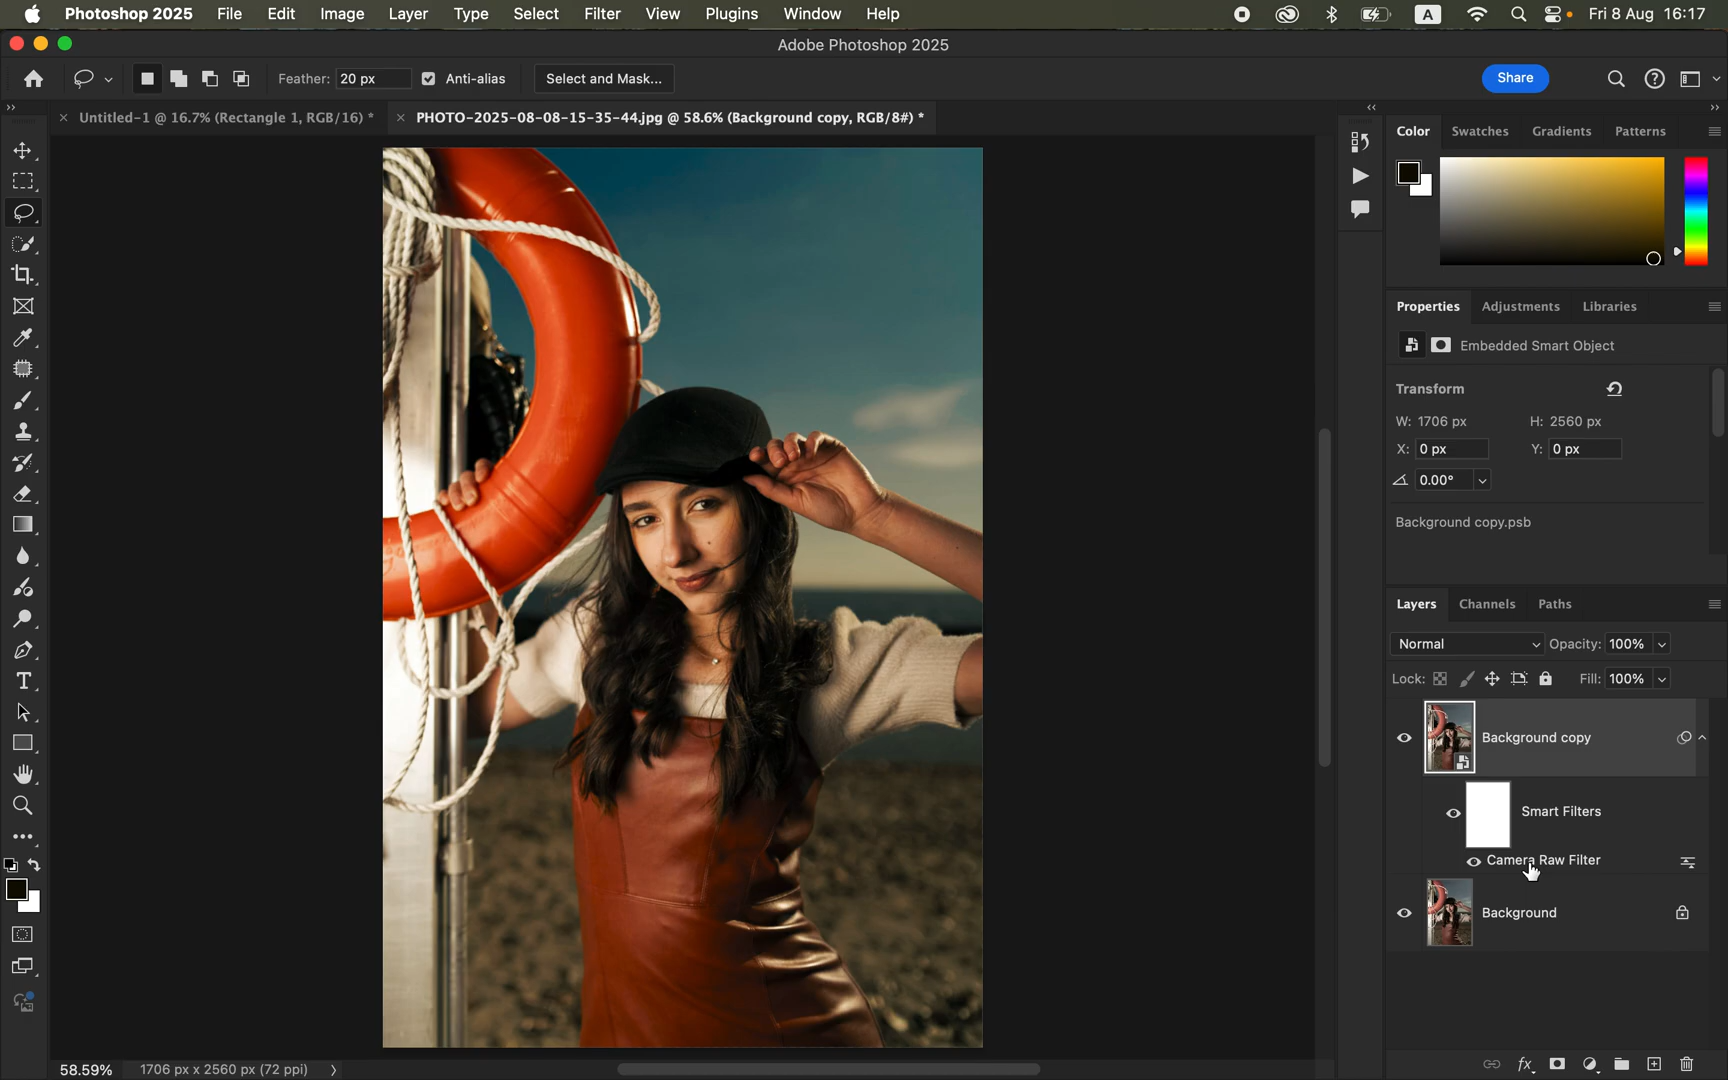 Photoshop 2025 File Edit Image Layer Type Select Filter View Plugins Window Help A Fri 8 Aug 16:17
Adobe Photoshop 2025
Feather: 20 px Anti-alias Select and Mask... Share
Untitled-1 @ 16.7% (Rectangle 1, RGB/16) * PHOTO-2025-08-08-15-35-44.jpg @ 58.6% (Background copy, RGB/8#) *
Color Swatches Gradients Patterns
Properties Adjustments Libraries
Embedded Smart Object
Transform
W: 1706 px H: 2560 px
X: 0 px Y: 0 px
0.00°
Background copy.psb
Layers Channels Paths
Normal Opacity: 100%
Lock: Fill: 100%
Background copy
Smart Filters
Camera Raw Filter
Background
fx
58.59% 1706 px x 2560 px (72 ppi)